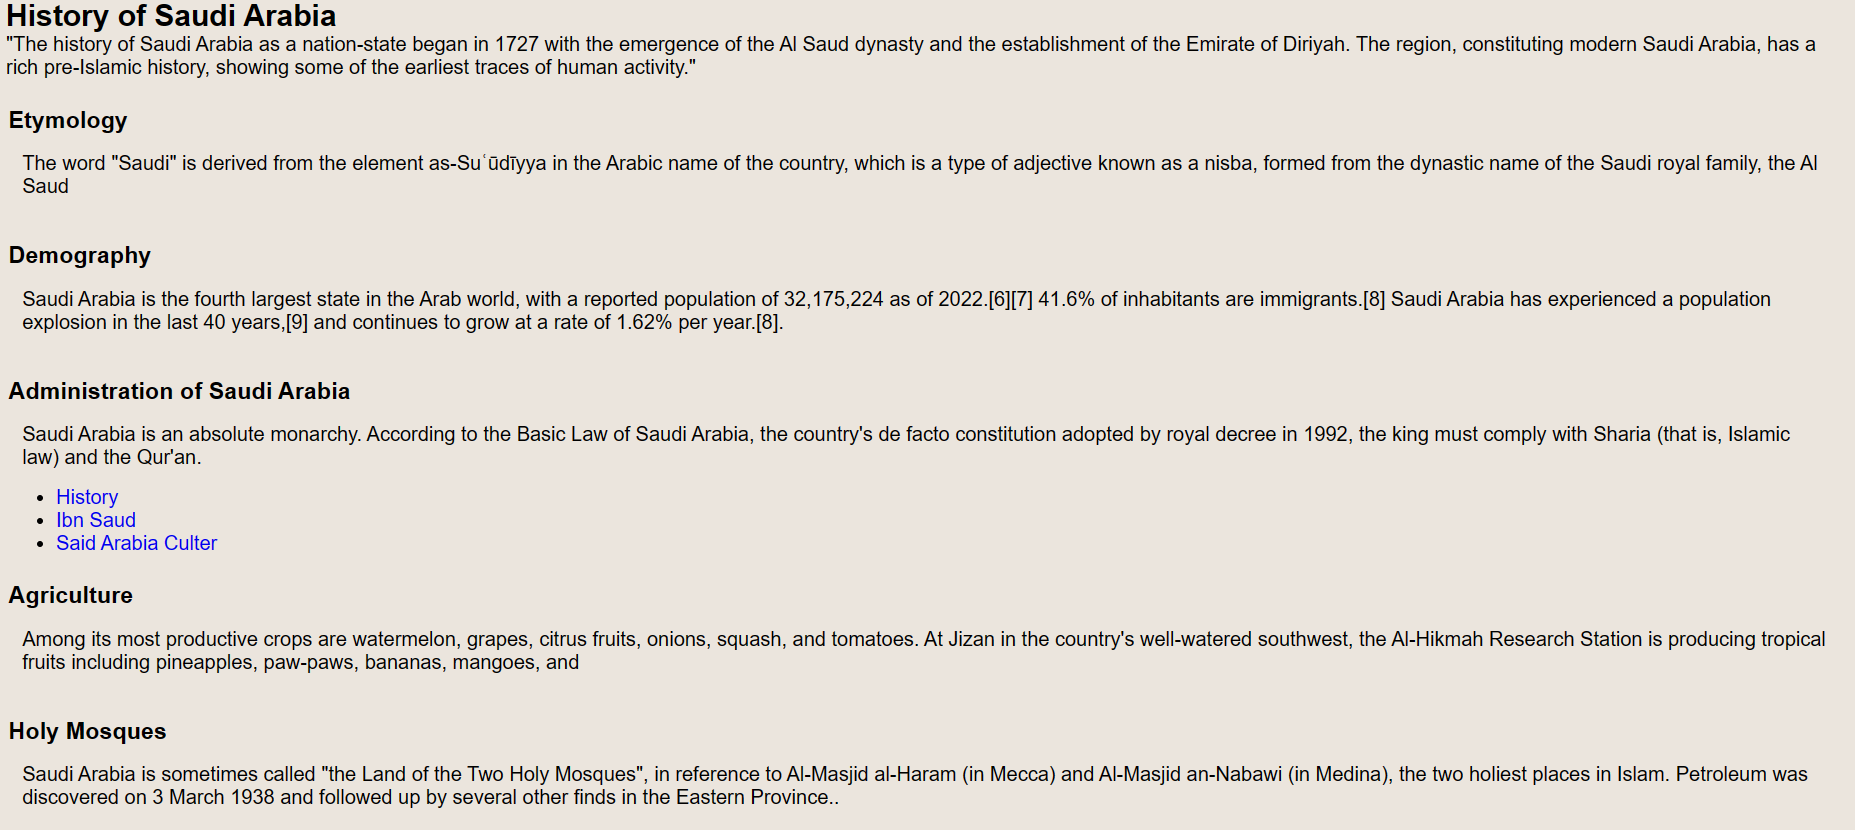 History of Saudi Arabia
"The history of Saudi Arabia as a nation-state began in 1727 with the emergence of the Al Saud dynasty and the establishment of the Emirate of Diriyah. The region, constituting modern Saudi Arabia, has a
rich pre-Islamic history, showing some of the earliest traces of human activity."
Etymology
The word "Saudi" is derived from the element as-Suʿūdīyya in the Arabic name of the country, which is a type of adjective known as a nisba, formed from the dynastic name of the Saudi royal family, the Al
Saud
Demography
Saudi Arabia is the fourth largest state in the Arab world, with a reported population of 32,175,224 as of 2022.[6][7] 41.6% of inhabitants are immigrants.[8] Saudi Arabia has experienced a population
explosion in the last 40 years,[9] and continues to grow at a rate of 1.62% per year.[8].
Administration of Saudi Arabia
Saudi Arabia is an absolute monarchy. According to the Basic Law of Saudi Arabia, the country's de facto constitution adopted by royal decree in 1992, the king must comply with Sharia (that is, Islamic
law) and the Qur'an.
• History
• Ibn Saud
• Said Arabia Culter
Agriculture
Among its most productive crops are watermelon, grapes, citrus fruits, onions, squash, and tomatoes. At Jizan in the country's well-watered southwest, the Al-Hikmah Research Station is producing tropical
fruits including pineapples, paw-paws, bananas, mangoes, and
Holy Mosques
Saudi Arabia is sometimes called "the Land of the Two Holy Mosques", in reference to Al-Masjid al-Haram (in Mecca) and Al-Masjid an-Nabawi (in Medina), the two holiest places in Islam. Petroleum was
discovered on 3 March 1938 and followed up by several other finds in the Eastern Province..